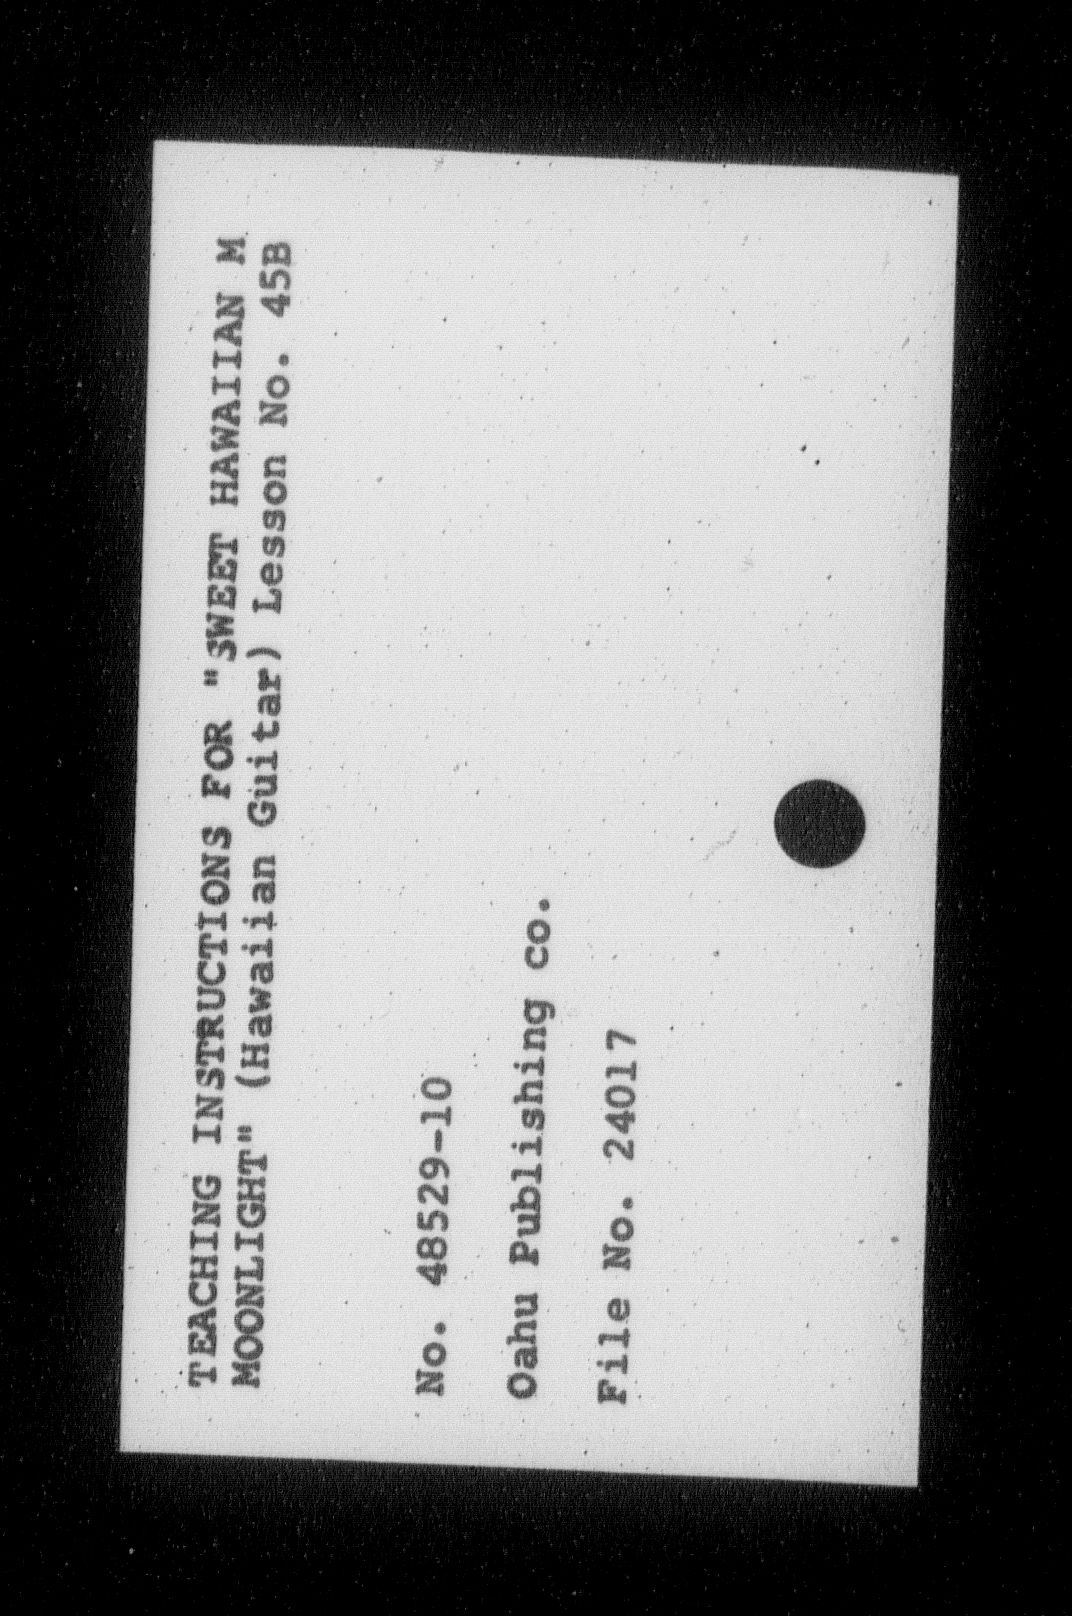 TEACHING INSTRUCTIONS FOR "SWEET HAWAIIAN M
MOONLIGHT" (Hawaiian Guitar) Lesson No. 45B
No. 48529-10
Oahu Publishing co.
File No. 24017